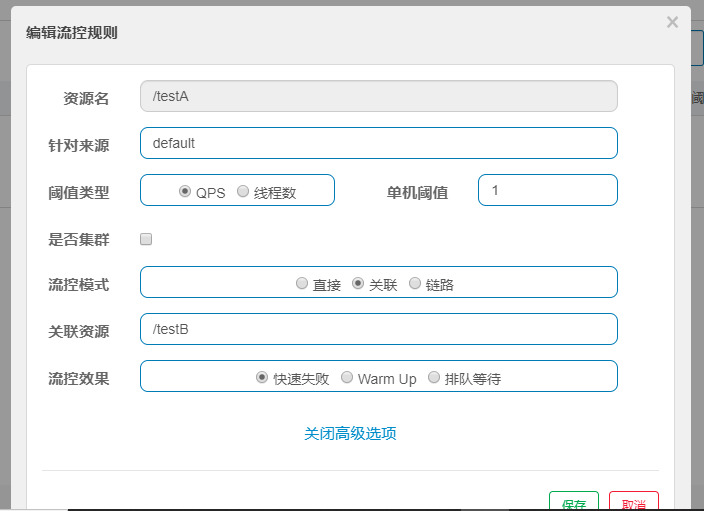 编辑流控规则
×
资源名 /testA
针对来源 default
阈值类型 QPS 线程数 单机阈值 1
是否集群
流控模式 直接 关联 链路
关联资源 /testB
流控效果 快速失败 Warm Up 排队等待
关闭高级选项
保存 取消